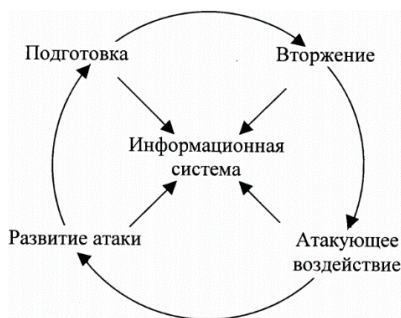 Подготовка
Вторжение
Информационная
система
Развитие атаки
Атакующее
воздействие